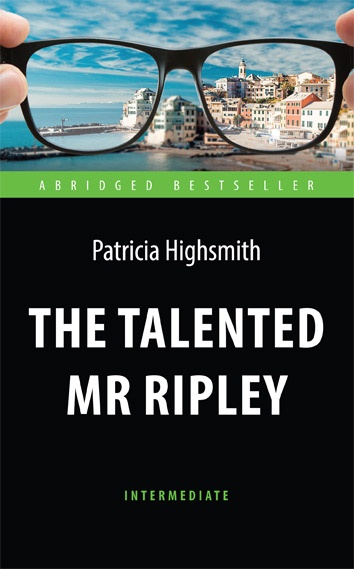 ABRIDGED BESTSELLER
Patricia Highsmith
THE TALENTED
MR RIPLEY
INTERMEDIATE